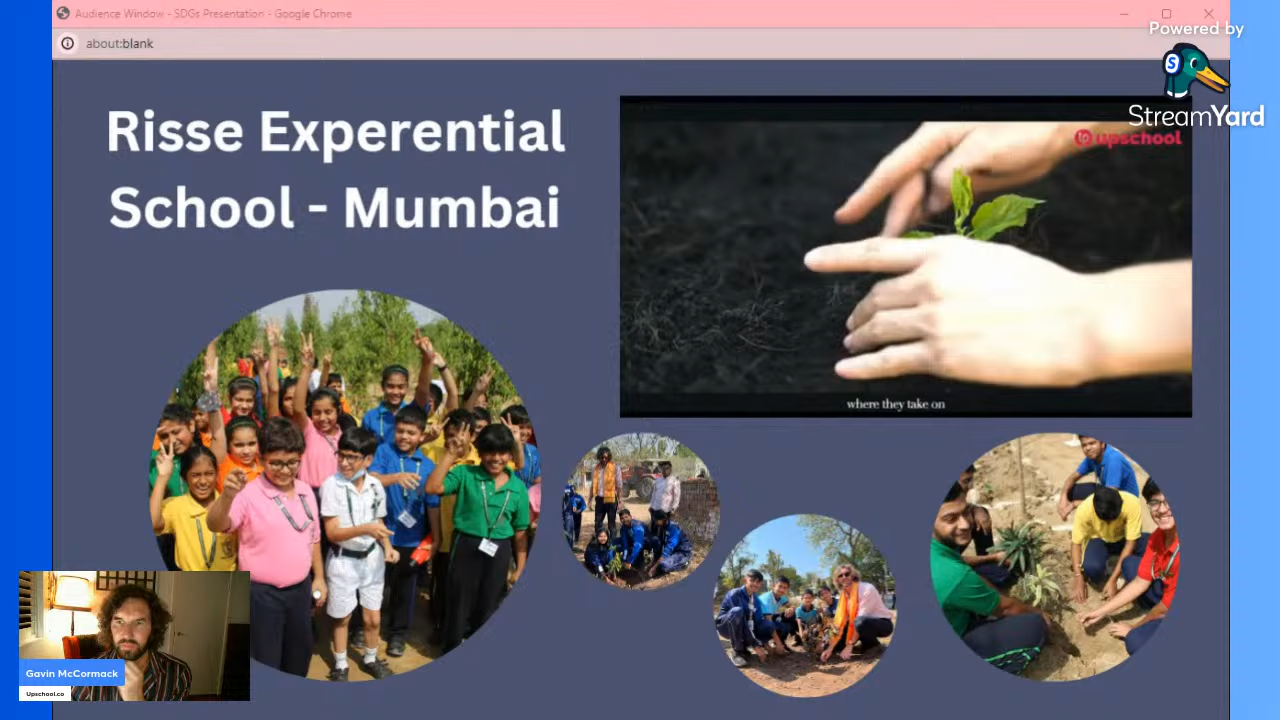 Audience Window - SDGs Presentation - Google Chrome
about:blank
Powered by
StreamYard
Risse Experential
School - Mumbai
upschool
where they take on
Gavin McCormack
Upschool.co